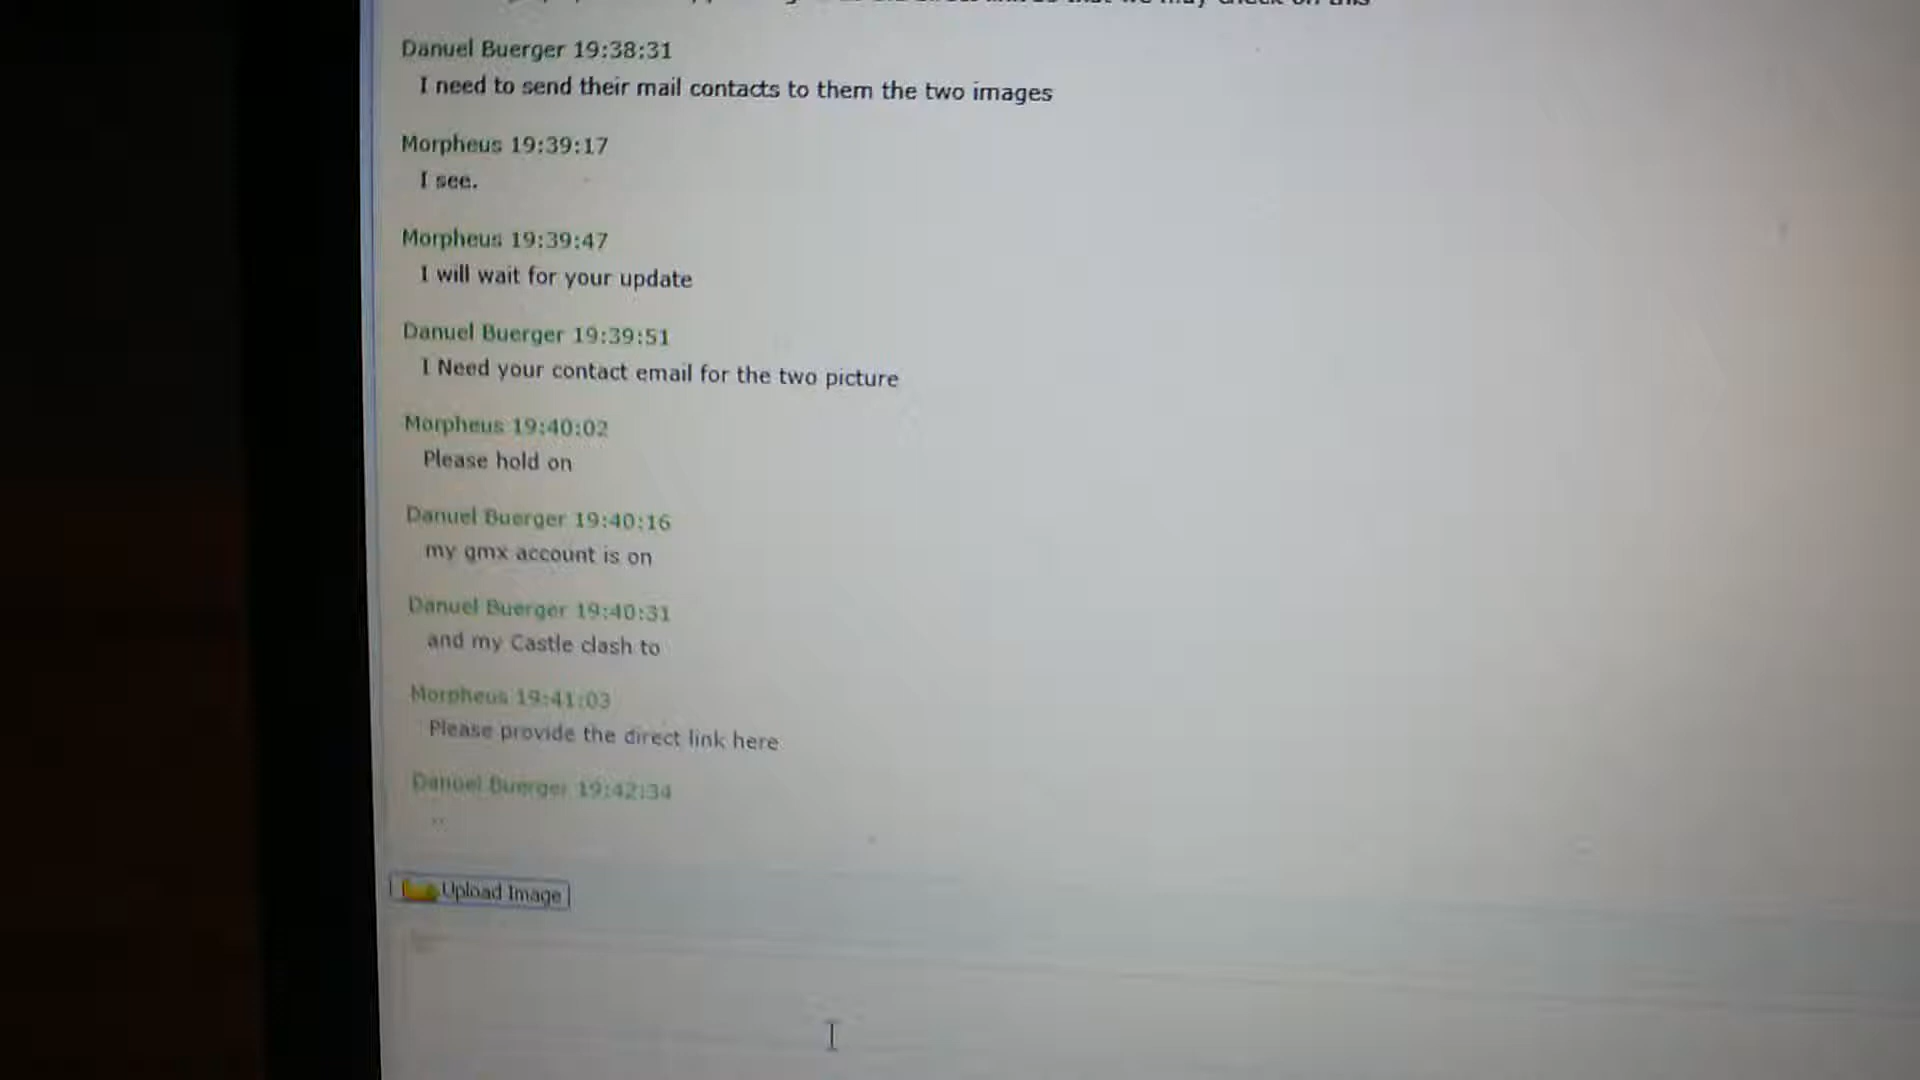 Danuel Buerger 19:38:31
I need to send their mail contacts to them the two images
Morpheus 19:39:17
I see.
Morpheus 19:39:47
I will wait for your update
Danuel Buerger 19:39:51
I Need your contact email for the two picture
Morpheus 19:40:02
Please hold on
Danuel Buerger 19:40:16
my gmx account is on
Danuel Buerger 19:40:31
and my Castle clash to
Morpheus 19:41:03
Please provide the direct link here
Danuel Buerger 19:42:34
Upload Image